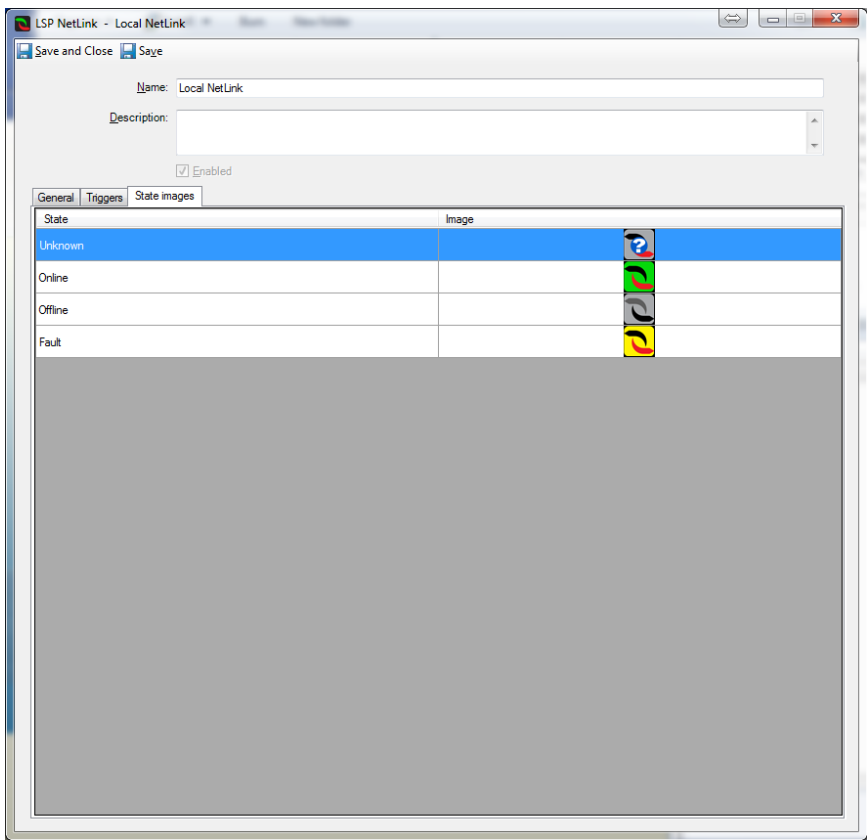 LSP NetLink - Local NetLink
Save and Close Save
Name: Local NetLink
Description:
Enabled
General Triggers State images
State Image
Unknown
?
Online
Offline
Fault